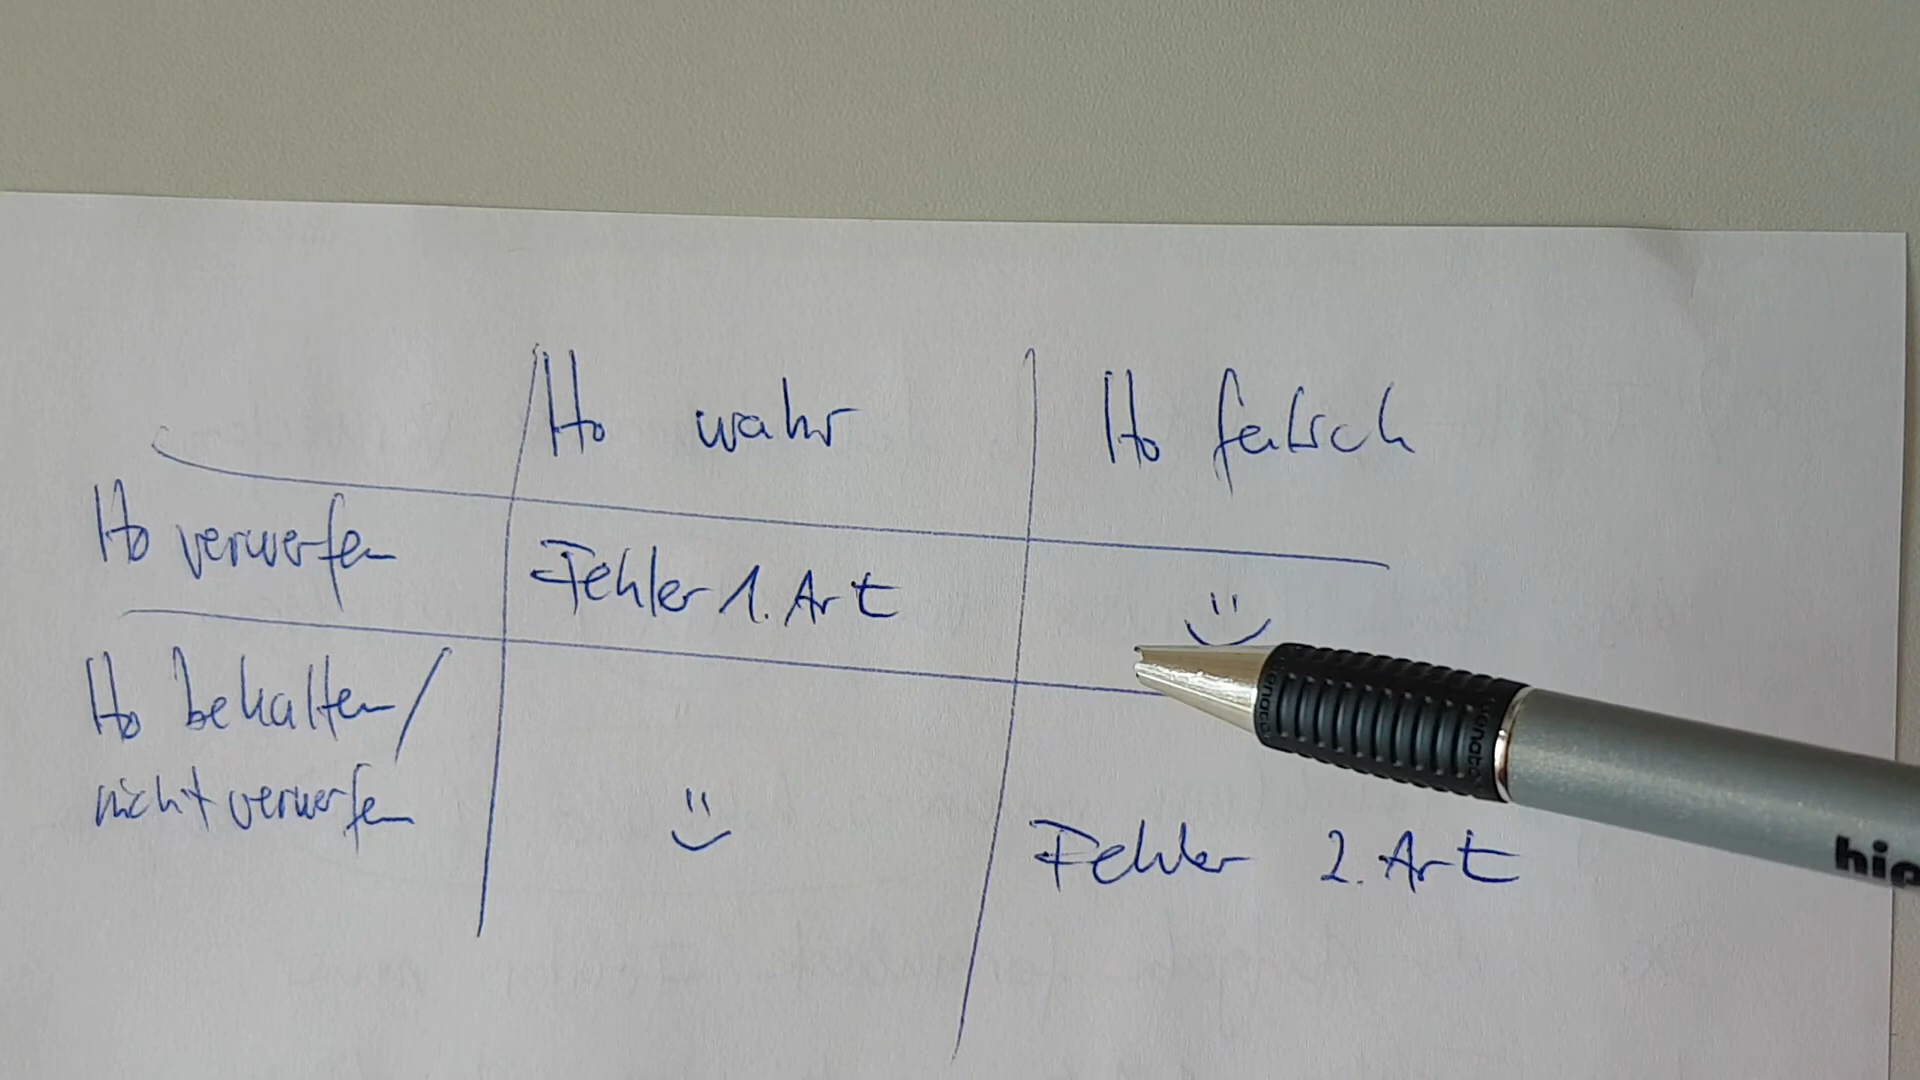 H0 wahr H0 falsch
H0 verwerfen Fehler 1. Art
H0 behalten/
nicht verwerfen
Fehler 2. Art